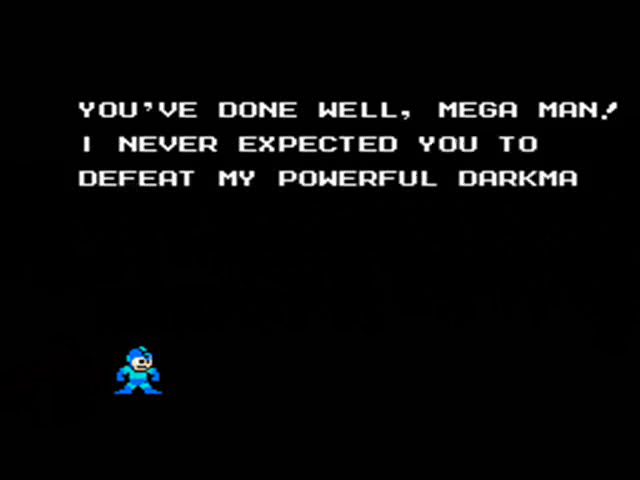 YOU'VE DONE WELL, MEGA MAN!
I NEVER EXPECTED YOU TO
DEFEAT MY POWERFUL DARKMA